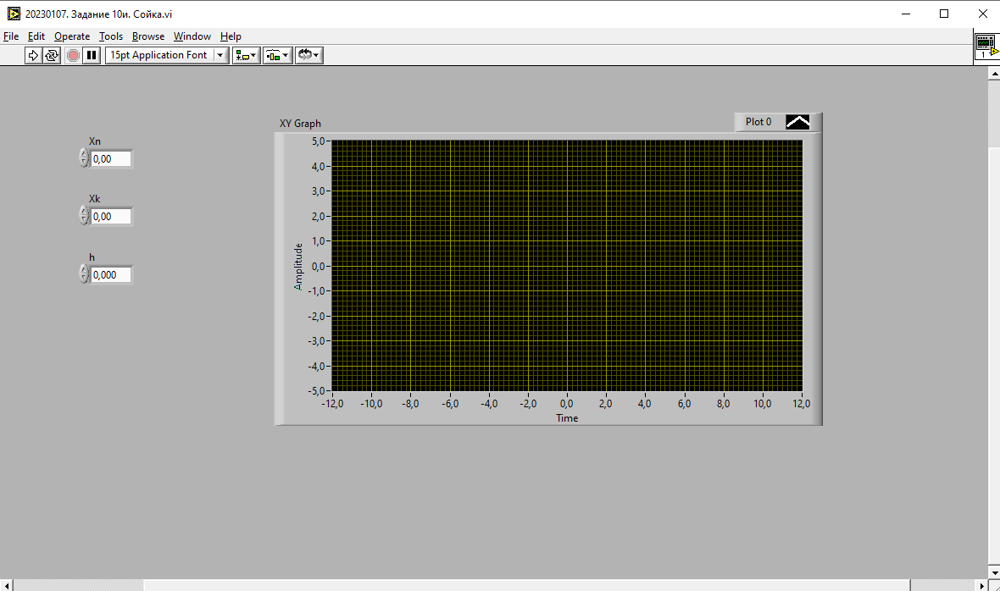 20230107. Задание 10и. Сойка.vi
File Edit Operate Tools Browse Window Help
15pt Application Font
1
XY Graph
Plot 0
Xn
0,00
Xk
0,00
h
0,000
Amplitude
5,0
4,0
3,0
2,0
1,0
0,0
-1,0
-2,0
-3,0
-4,0
-5,0
-12,0 -10,0 -8,0 -6,0 -4,0 -2,0 0,0 2,0 4,0 6,0 8,0 10,0 12,0
Time